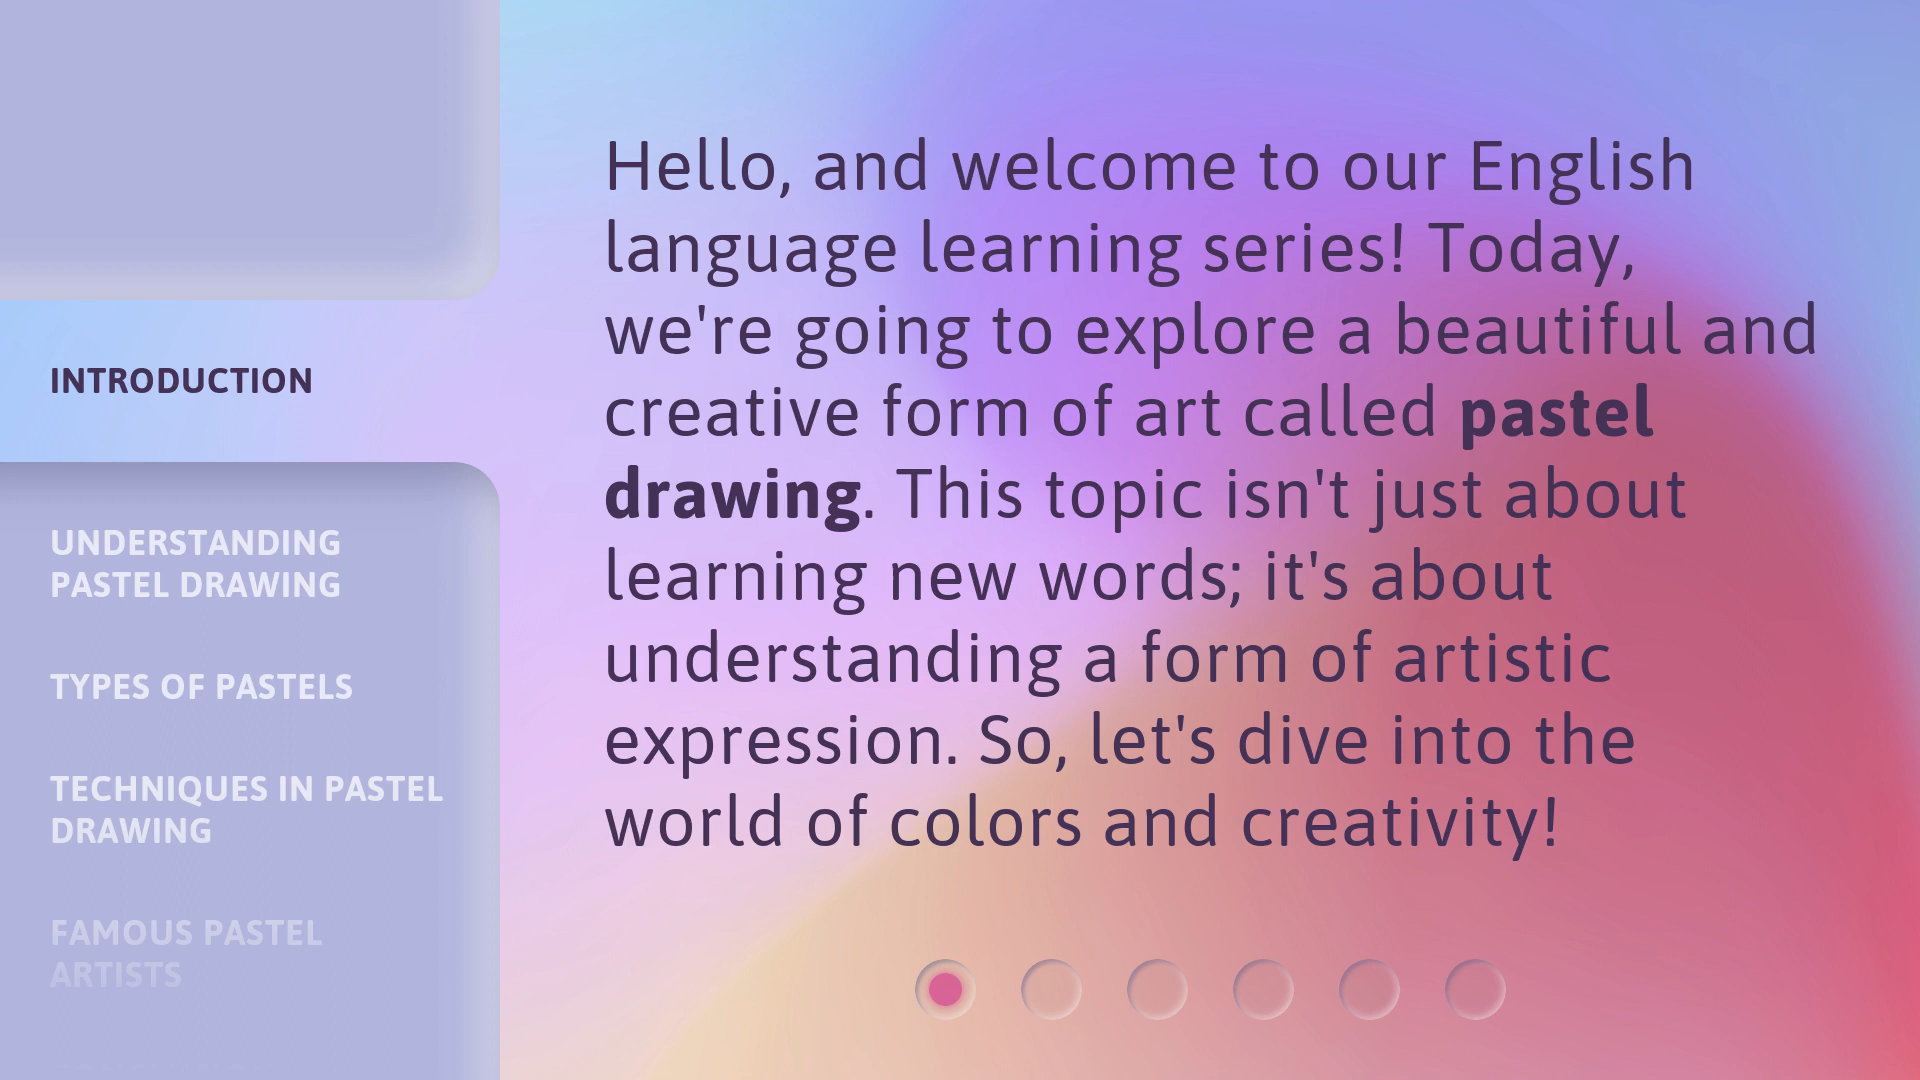 INTRODUCTION
UNDERSTANDING
PASTEL DRAWING
TYPES OF PASTELS
TECHNIQUES IN PASTEL
DRAWING
FAMOUS PASTEL
ARTISTS
Hello, and welcome to our English
language learning series! Today,
we're going to explore a beautiful and
creative form of art called pastel
drawing. This topic isn't just about
learning new words; it's about
understanding a form of artistic
expression. So, let's dive into the
world of colors and creativity!